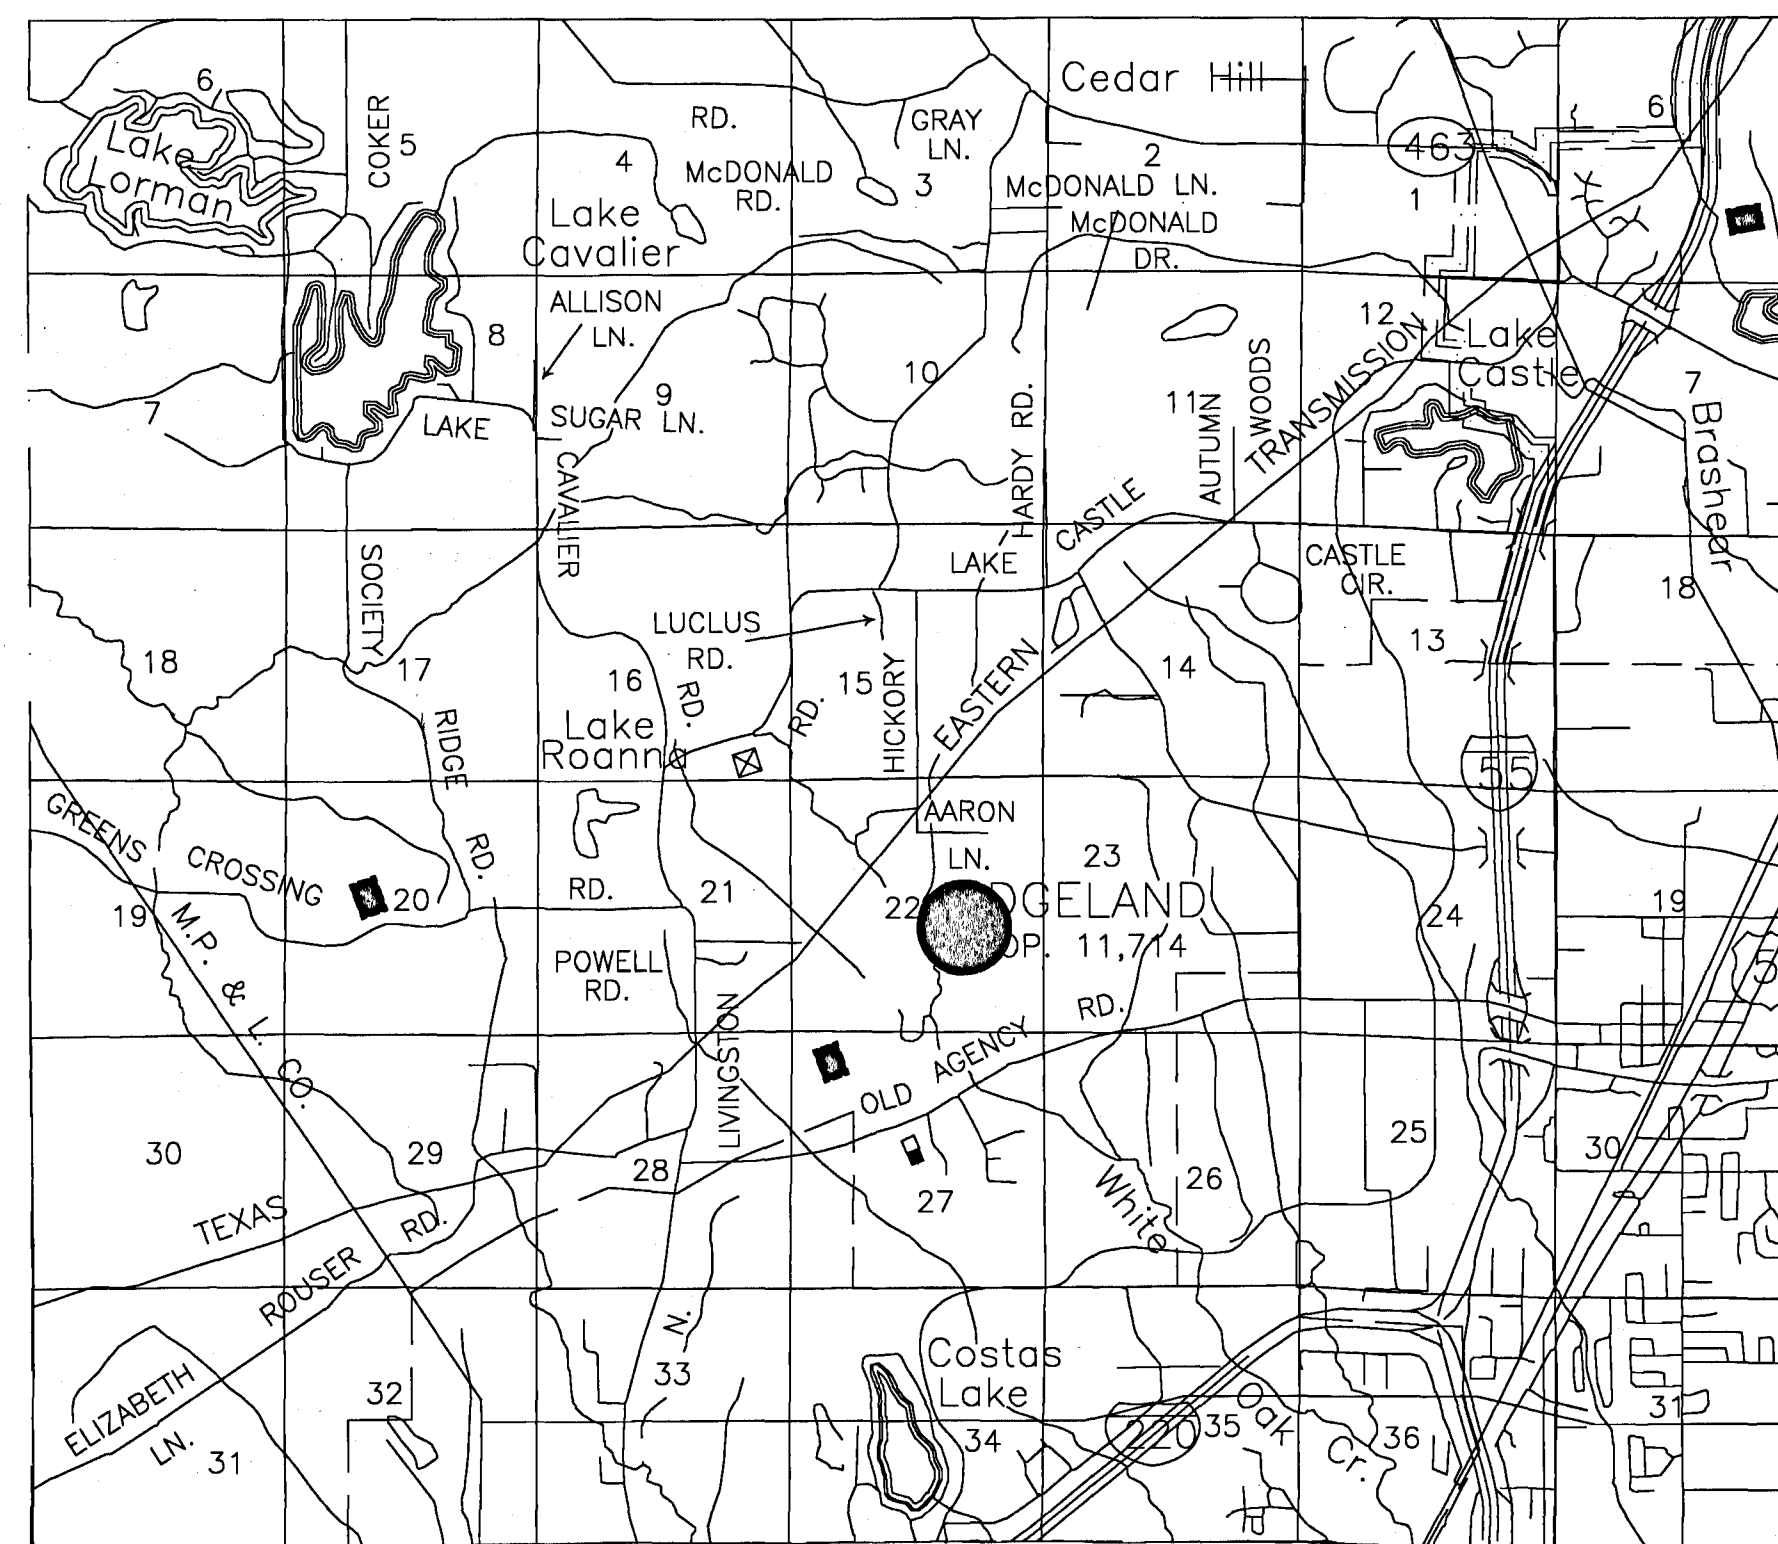 Cedar Hill
6
COKER
5
RD.
GRAY
LN.
6
Lake
Lorman
4
McDONALD
RD.
3
2
463
McDONALD LN.
1
Lake
Cavalier
McDONALD
DR.
ALLISON
LN.
8
12
Lake
Castle
7
9
10
11
7
LAKE
SUGAR LN.
HARDY RD.
AUTUMN
WOODS
TRANSMISSION
Brashear
CAVALIER
CASTLE
LAKE
SOCIETY
CASTLE
CIR.
18
LUCLUS
RD.
13
18
17
16
RD.
15
HICKORY
14
EASTERN
RIDGE
Lake
Roanna
RD.
55
GREENS
CROSSING
RD.
AARON
LN.
23
RD.
21
20
19
22
DGELAND
24
19
OP. 11,714
M.P. & L. CO.
POWELL
RD.
5
RD.
LIVINGSTON
OLD AGENCY
30
29
28
27
White
26
25
30
TEXAS
RD.
ROUSER
N.
Costas
Lake
33
32
ELIZABETH
LN.
31
34
220
35
Oak
Cr.
36
31